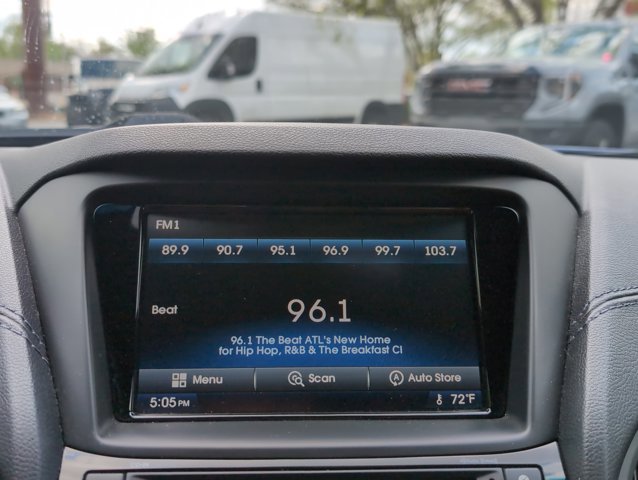 FM1
89.9 90.7 95.1 96.9 99.7 103.7
Beat
96.1
96.1 The Beat ATL's New Home
for Hip Hop, R&B & The Breakfast Cl
Menu Scan Auto Store
5:05 PM 72°F